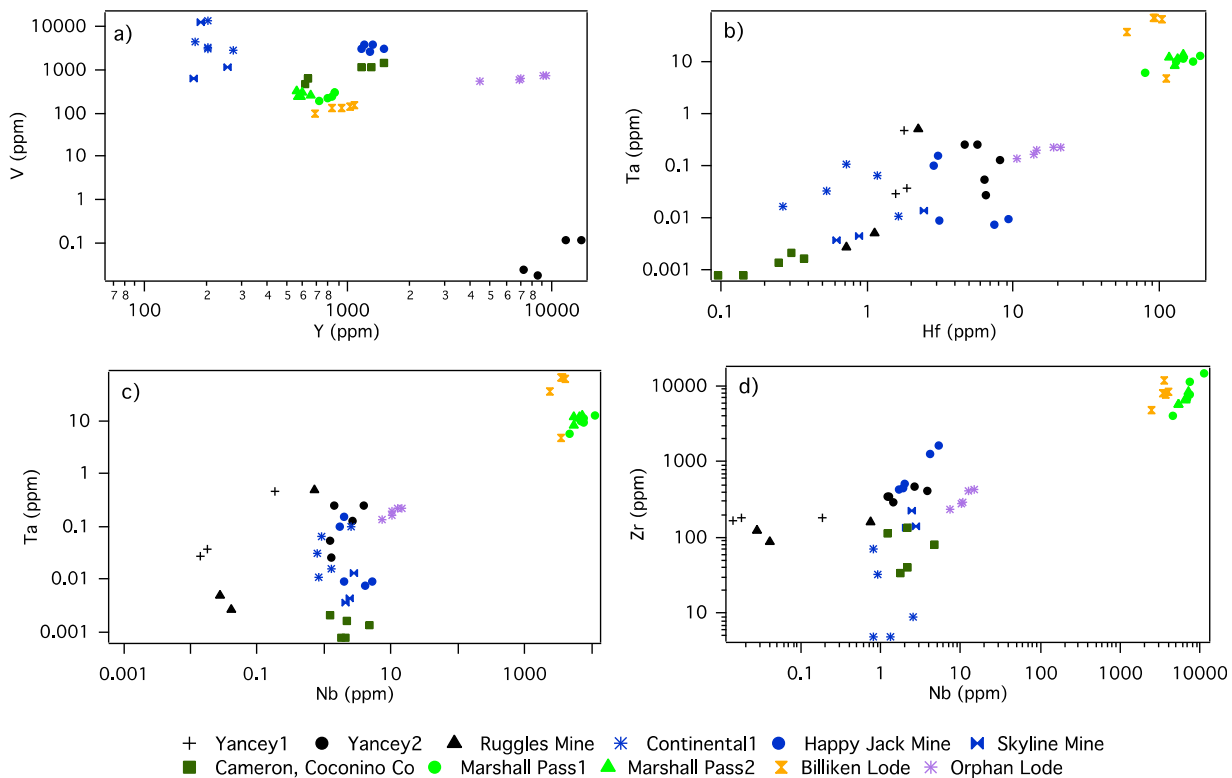 a)
10000
1000
100
10
1
0.1
V (ppm)
7 8 2 5 6 7 8 2 5 6 7 8
100 1000 10000
Y (ppm)
b)
100
10
1
0.1
0.01
0.001
Ta (ppm)
0.1 1 10 100
Hf (ppm)
c)
10
1
0.1
0.01
0.001
Ta (ppm)
0.001 0.1 10 1000
Nb (ppm)
d)
10000
1000
100
10
Zr (ppm)
0.1 1 10 100 1000 10000
Nb (ppm)
Yancey1 Yancey2 Ruggles Mine Continental1 Happy Jack Mine Skyline Mine
Cameron, Coconino Co Marshall Pass1 Marshall Pass2 Billiken Lode Orphan Lode